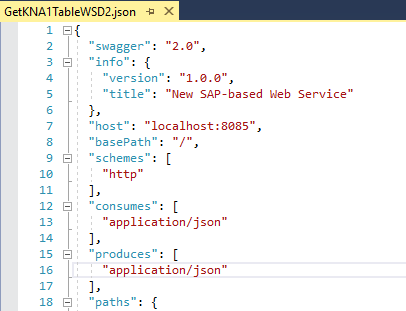 GetKNA1TableWSD2.json
1 {
2 "swagger": "2.0",
3 "info": {
4 "version": "1.0.0",
5 "title": "New SAP-based Web Service"
6 },
7 "host": "localhost:8085",
8 "basePath": "/",
9 "schemes": [
10 "http"
11 ],
12 "consumes": [
13 "application/json"
14 ],
15 "produces": [
16 "application/json"
17 ],
18 "paths": {